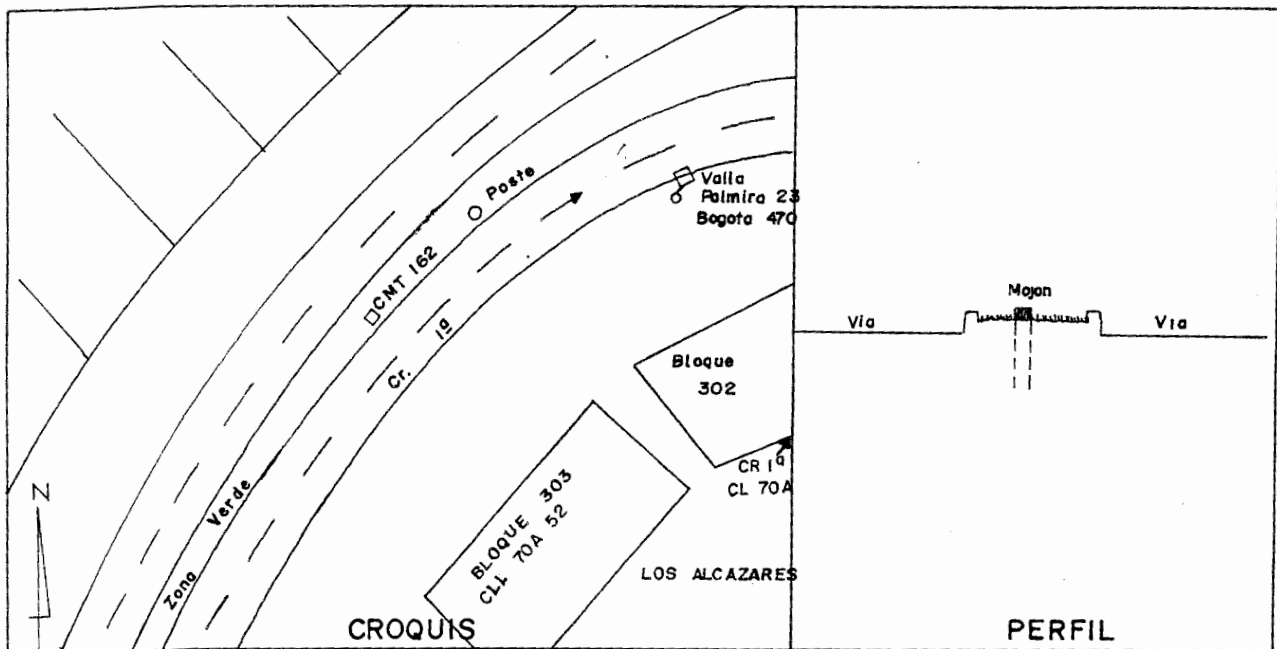 Poste
CNT 162
Cr. 1ª
Zona Verde
Valla
Palmira 23
Bogota 470
Bloque
302
CR 1ª
CL 70A
BLOQUE 303
CLL 70A 52
LOS ALCAZARES
N
CROQUIS
Mojon
Via
Via
PERFIL